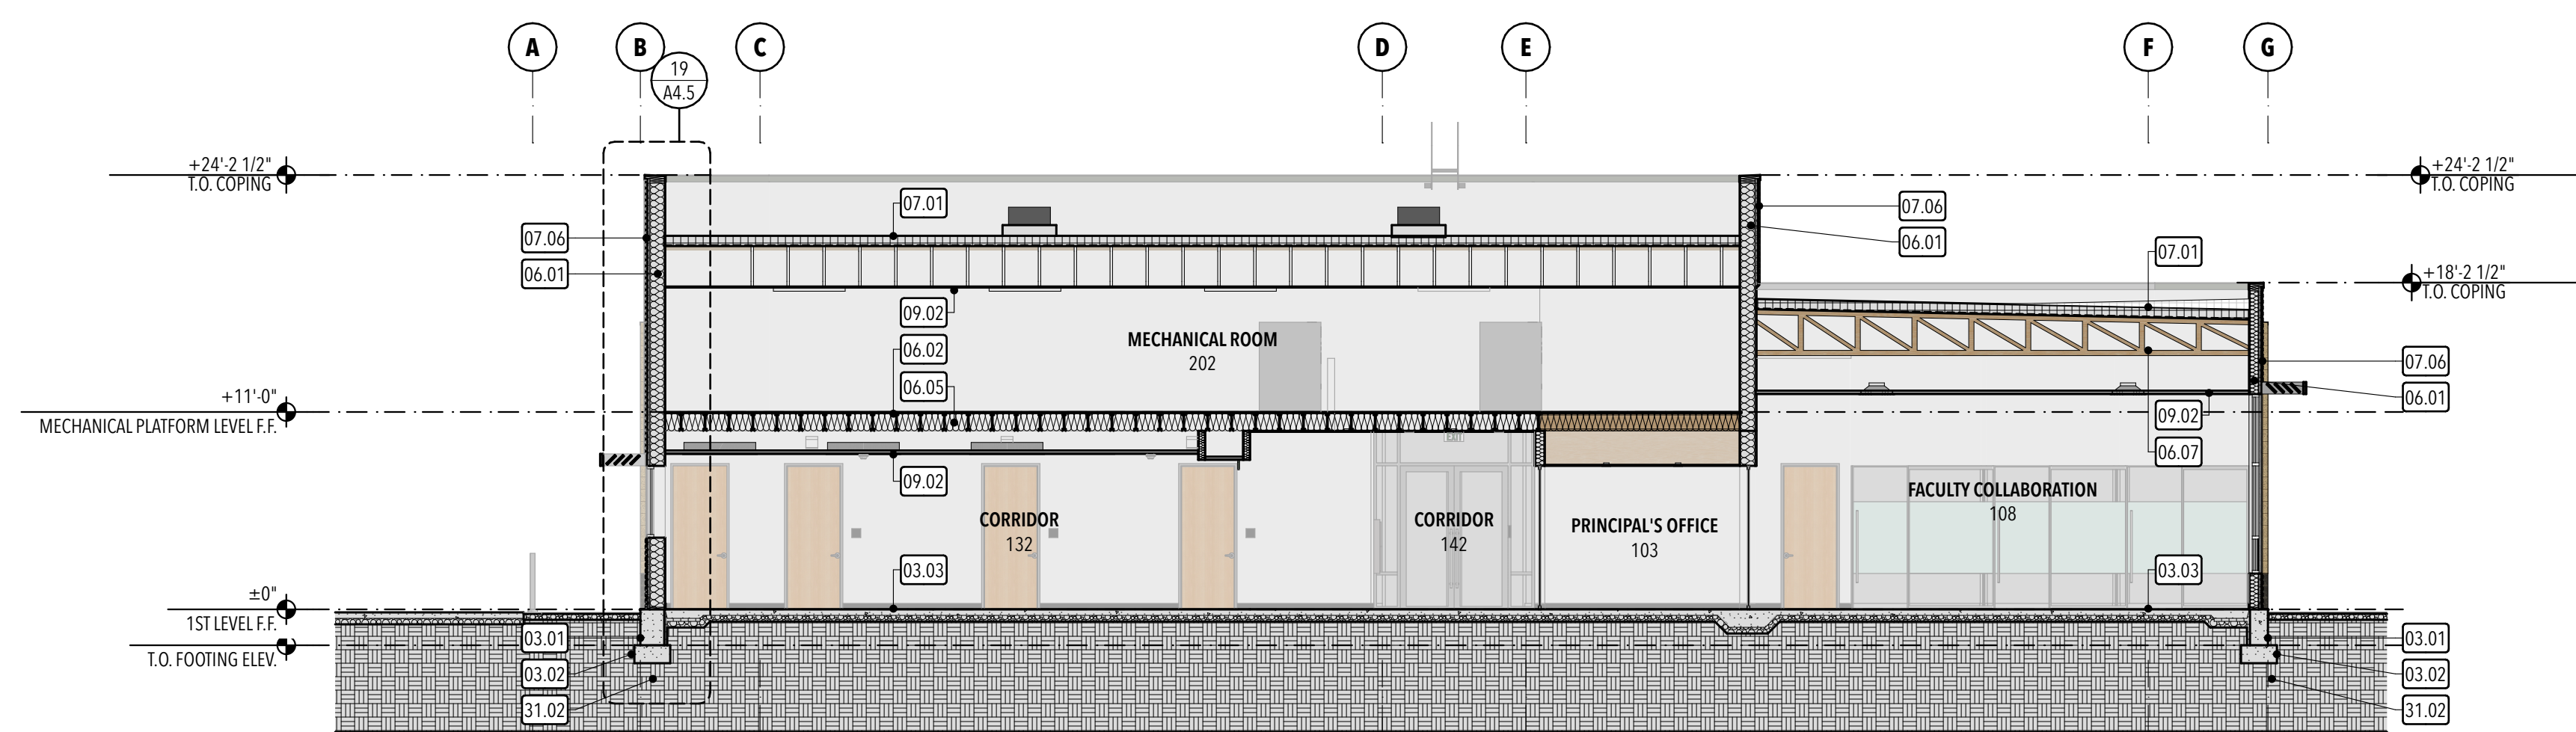 A
B
C
D
E
F
G
19
A4.5
+24'-2 1/2"
T.O. COPING
+24'-2 1/2"
T.O. COPING
07.01
07.06
07.06
06.01
06.01
07.01
+18'-2 1/2"
T.O. COPING
09.02
MECHANICAL ROOM
202
06.02
06.05
07.06
06.01
+11'-0"
MECHANICAL PLATFORM LEVEL F.F.
09.02
06.07
EXIT
09.02
CORRIDOR
132
CORRIDOR
142
PRINCIPAL'S OFFICE
103
FACULTY COLLABORATION
108
03.03
03.03
±0"
1ST LEVEL F.F.
03.01
03.01
T.O. FOOTING ELEV.
03.02
03.02
31.02
31.02